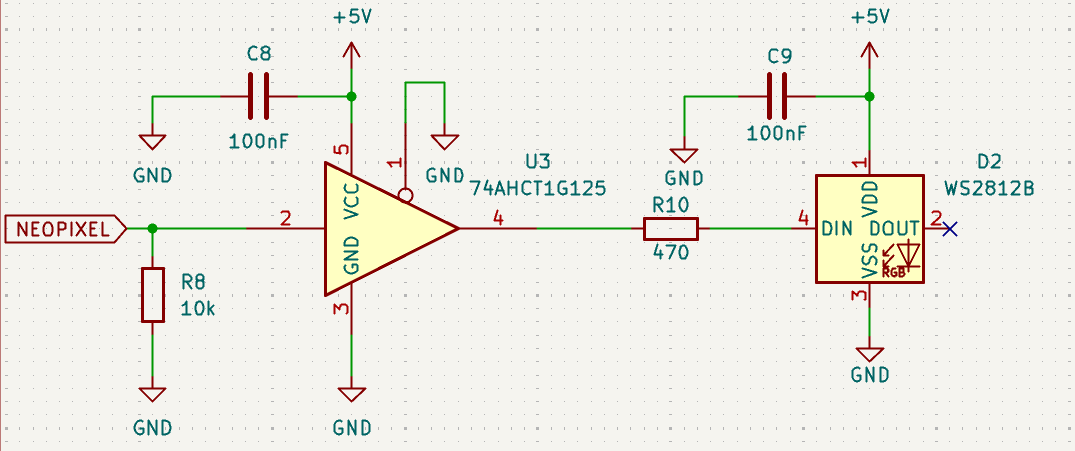 +5V
+5V
C8
C9
100nF
100nF
5
1
1
GND
GND
GND
U3
74AHCT1G125
D2
WS2812B
NEOPIXEL
2
VCC
GND
4
R10
470
4
DIN
VDD
DOUT
VSS
RGB
2
R8
10k
3
3
GND
GND
GND